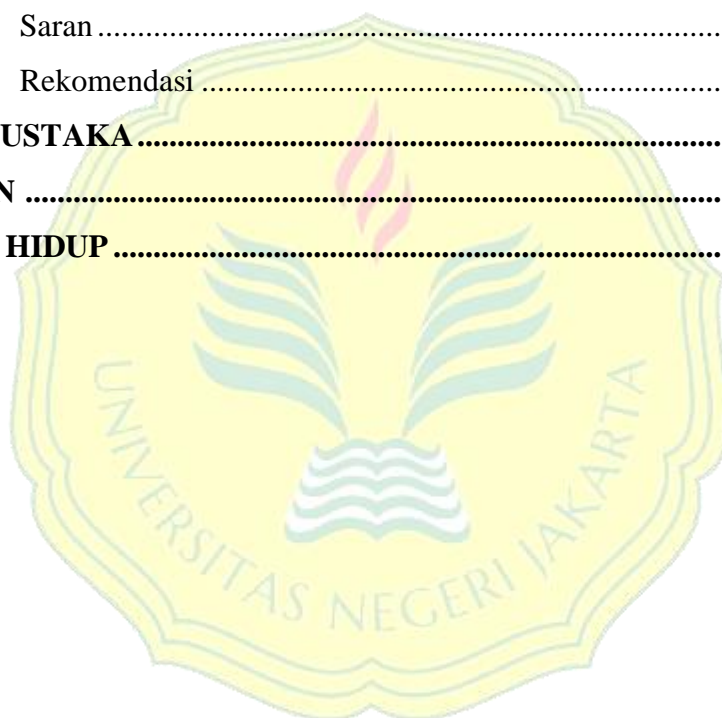 Saran ........................................................................
Rekomendasi ............................................................
USTAKA ....................................................................
N ................................................................................
HIDUP .......................................................................
UNIVERSITAS NEGERI JAKARTA